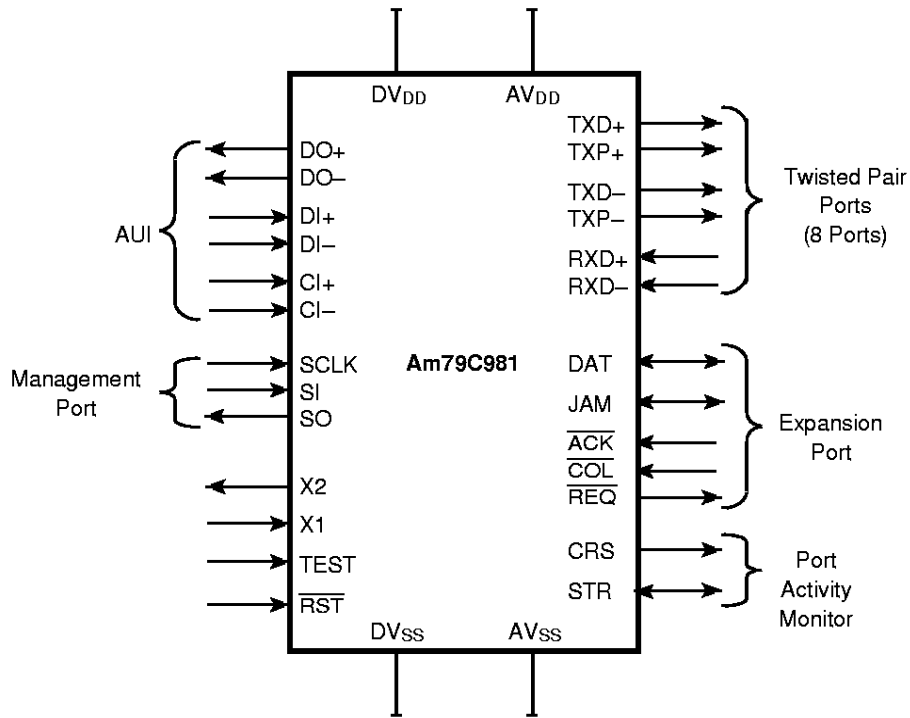 DVDD
AVDD
AUI
DO+
DO–
DI+
DI–
CI+
CI–
Management
Port
SCLK
SI
SO
X2
X1
TEST
RST
Am79C981
TXD+
TXP+
TXD–
TXP–
RXD+
RXD–
Twisted Pair
Ports
(8 Ports)
DAT
JAM
ACK
COL
REQ
Expansion
Port
CRS
STR
Port
Activity
Monitor
DVSS
AVSS